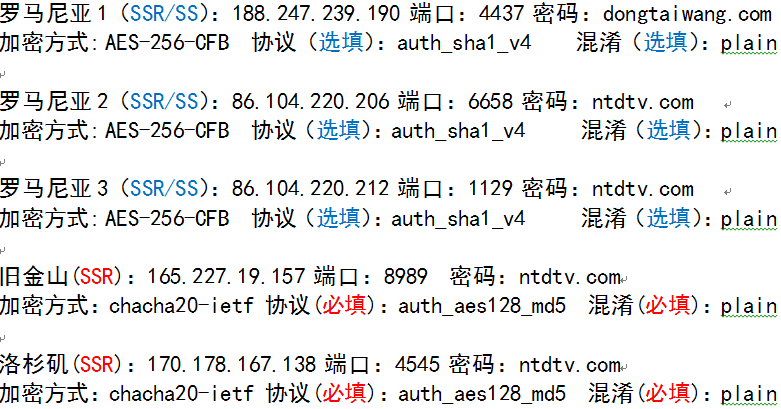 罗马尼亚1（SSR/SS）：188.247.239.190 端口：4437 密码：dongtaiwang.com
加密方式：AES-256-CFB 协议（选填）：auth_sha1_v4 混淆（选填）：plain
罗马尼亚2（SSR/SS）：86.104.220.206 端口：6658 密码：ntdtv.com
加密方式：AES-256-CFB 协议（选填）：auth_sha1_v4 混淆（选填）：plain
罗马尼亚3（SSR/SS）：86.104.220.212 端口：1129 密码：ntdtv.com
加密方式：AES-256-CFB 协议（选填）：auth_sha1_v4 混淆（选填）：plain
旧金山(SSR)：165.227.19.157 端口：8989 密码：ntdtv.com
加密方式：chacha20-ietf 协议(必填)：auth_aes128_md5 混淆(必填)：plain
洛杉矶(SSR)：170.178.167.138 端口：4545 密码：ntdtv.com
加密方式：chacha20-ietf 协议(必填)：auth_aes128_md5 混淆(必填)：plain